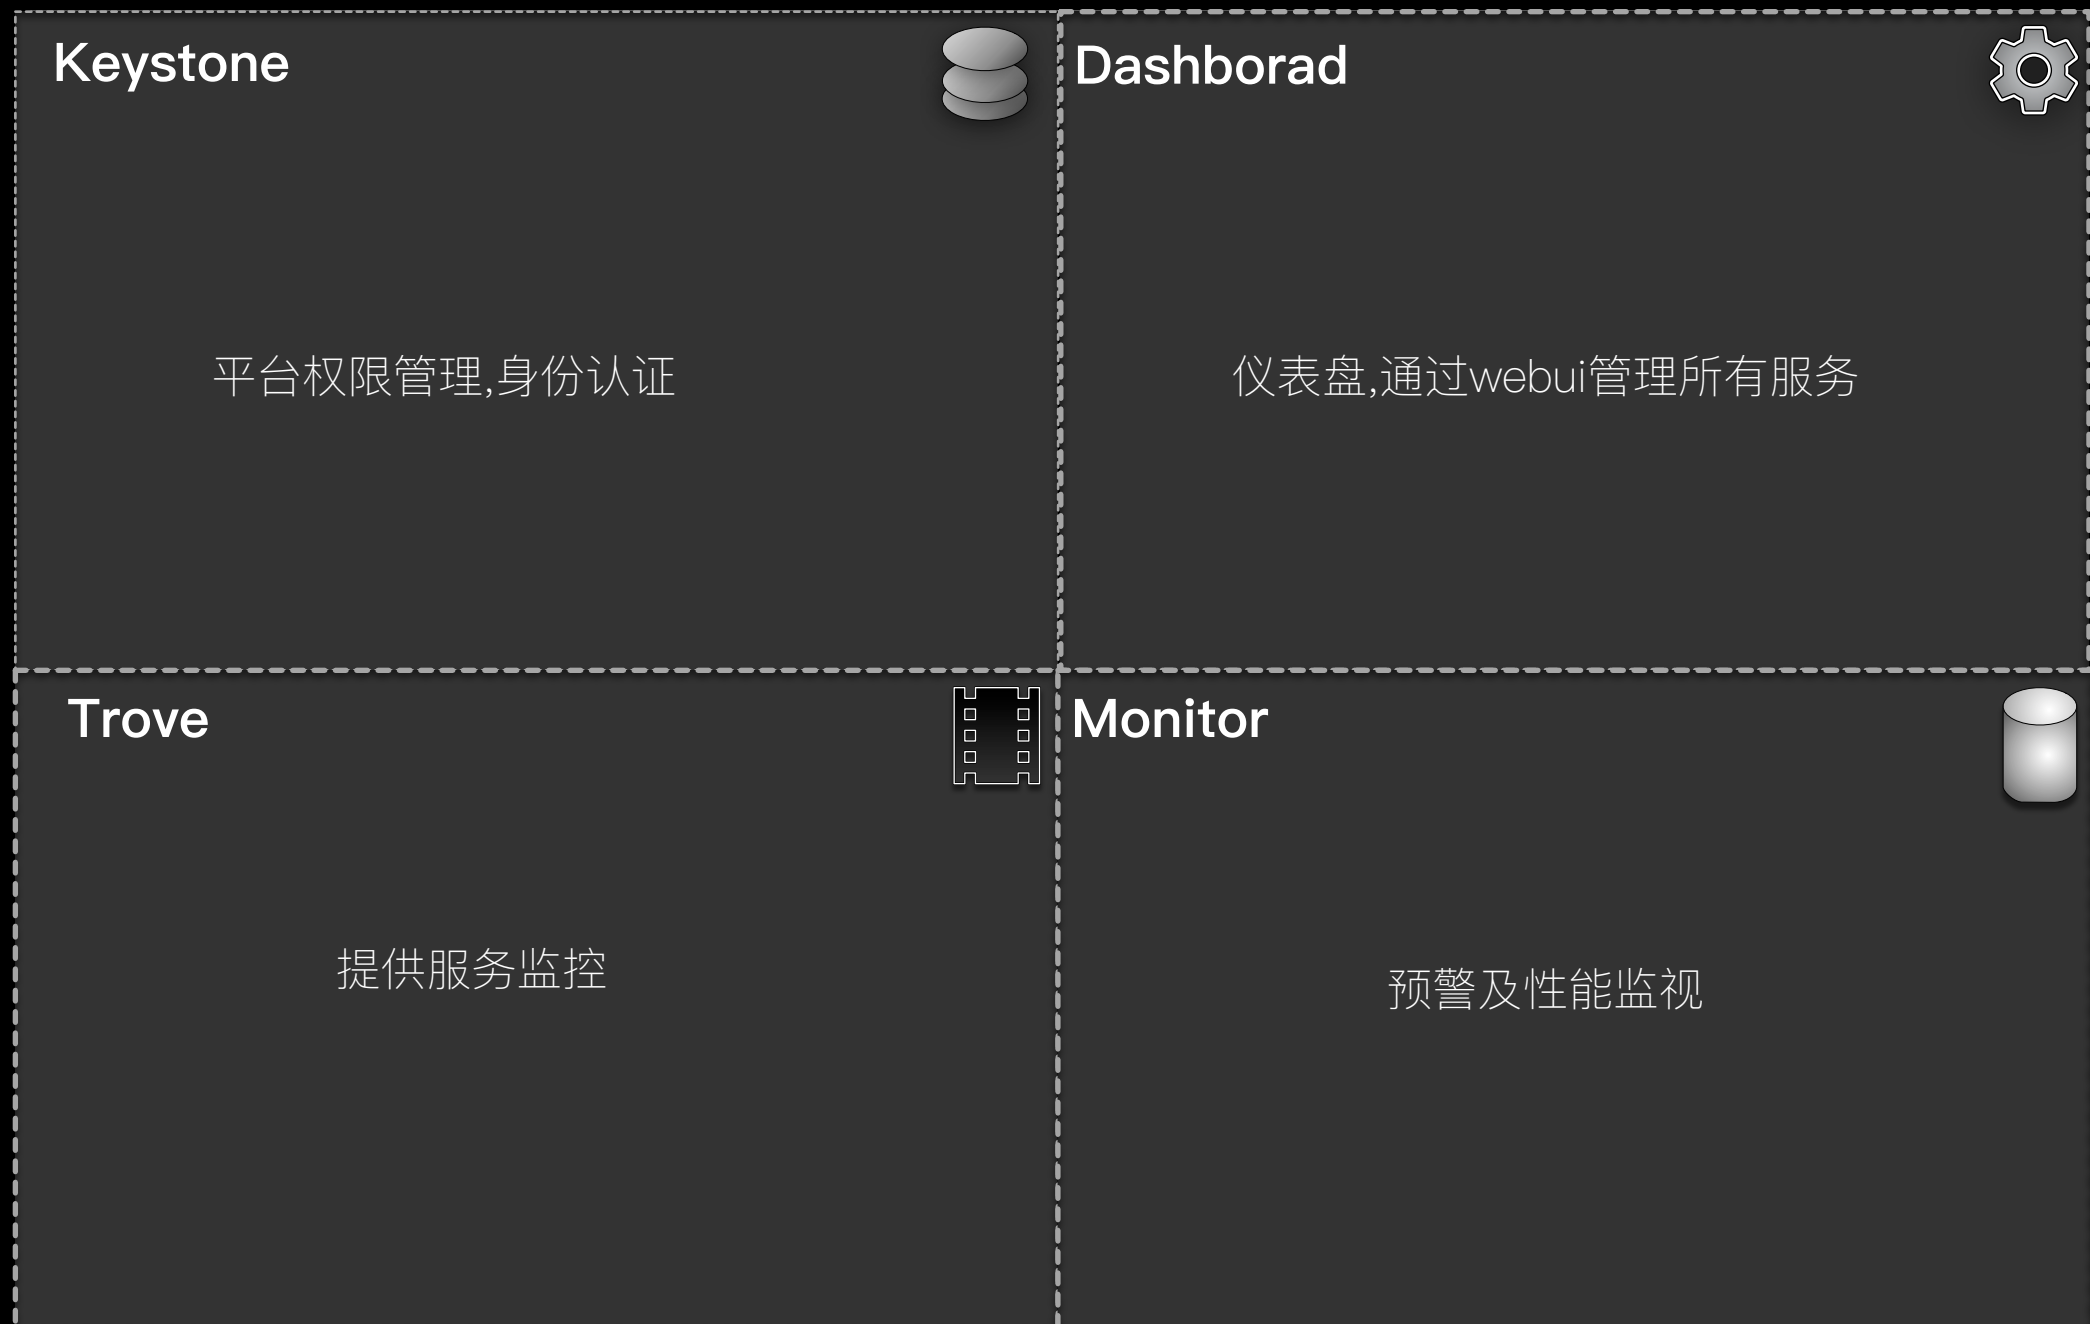 Keystone
Dashborad
平台权限管理,身份认证
仪表盘,通过webui管理所有服务
Trove
Monitor
提供服务监控
预警及性能监视